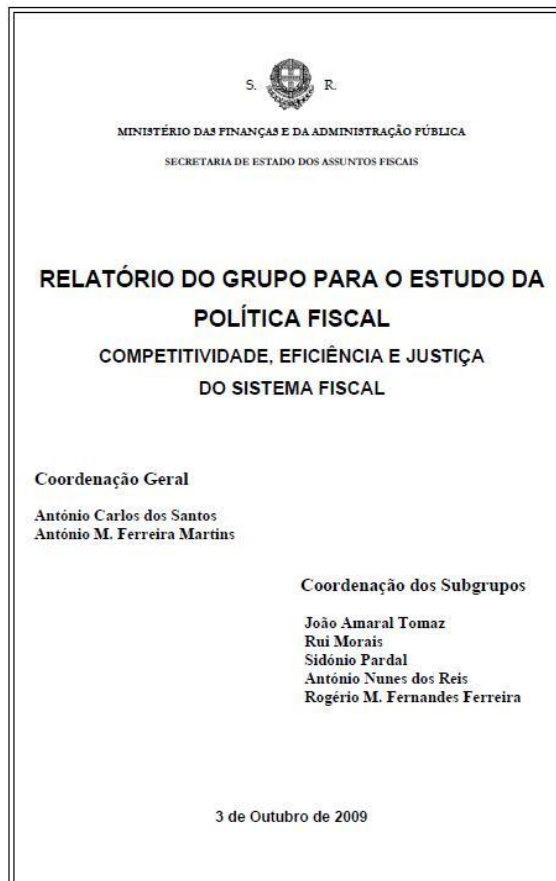 S. R.
MINISTÉRIO DAS FINANÇAS E DA ADMINISTRAÇÃO PÚBLICA
SECRETARIA DE ESTADO DOS ASSUNTOS FISCAIS
RELATÓRIO DO GRUPO PARA O ESTUDO DA
POLÍTICA FISCAL
COMPETITIVIDADE, EFICIÊNCIA E JUSTIÇA
DO SISTEMA FISCAL
Coordenação Geral
António Carlos dos Santos
António M. Ferreira Martins
Coordenação dos Subgrupos
João Amaral Tomaz
Rui Morais
Sidónio Pardal
António Nunes dos Reis
Rogério M. Fernandes Ferreira
3 de Outubro de 2009